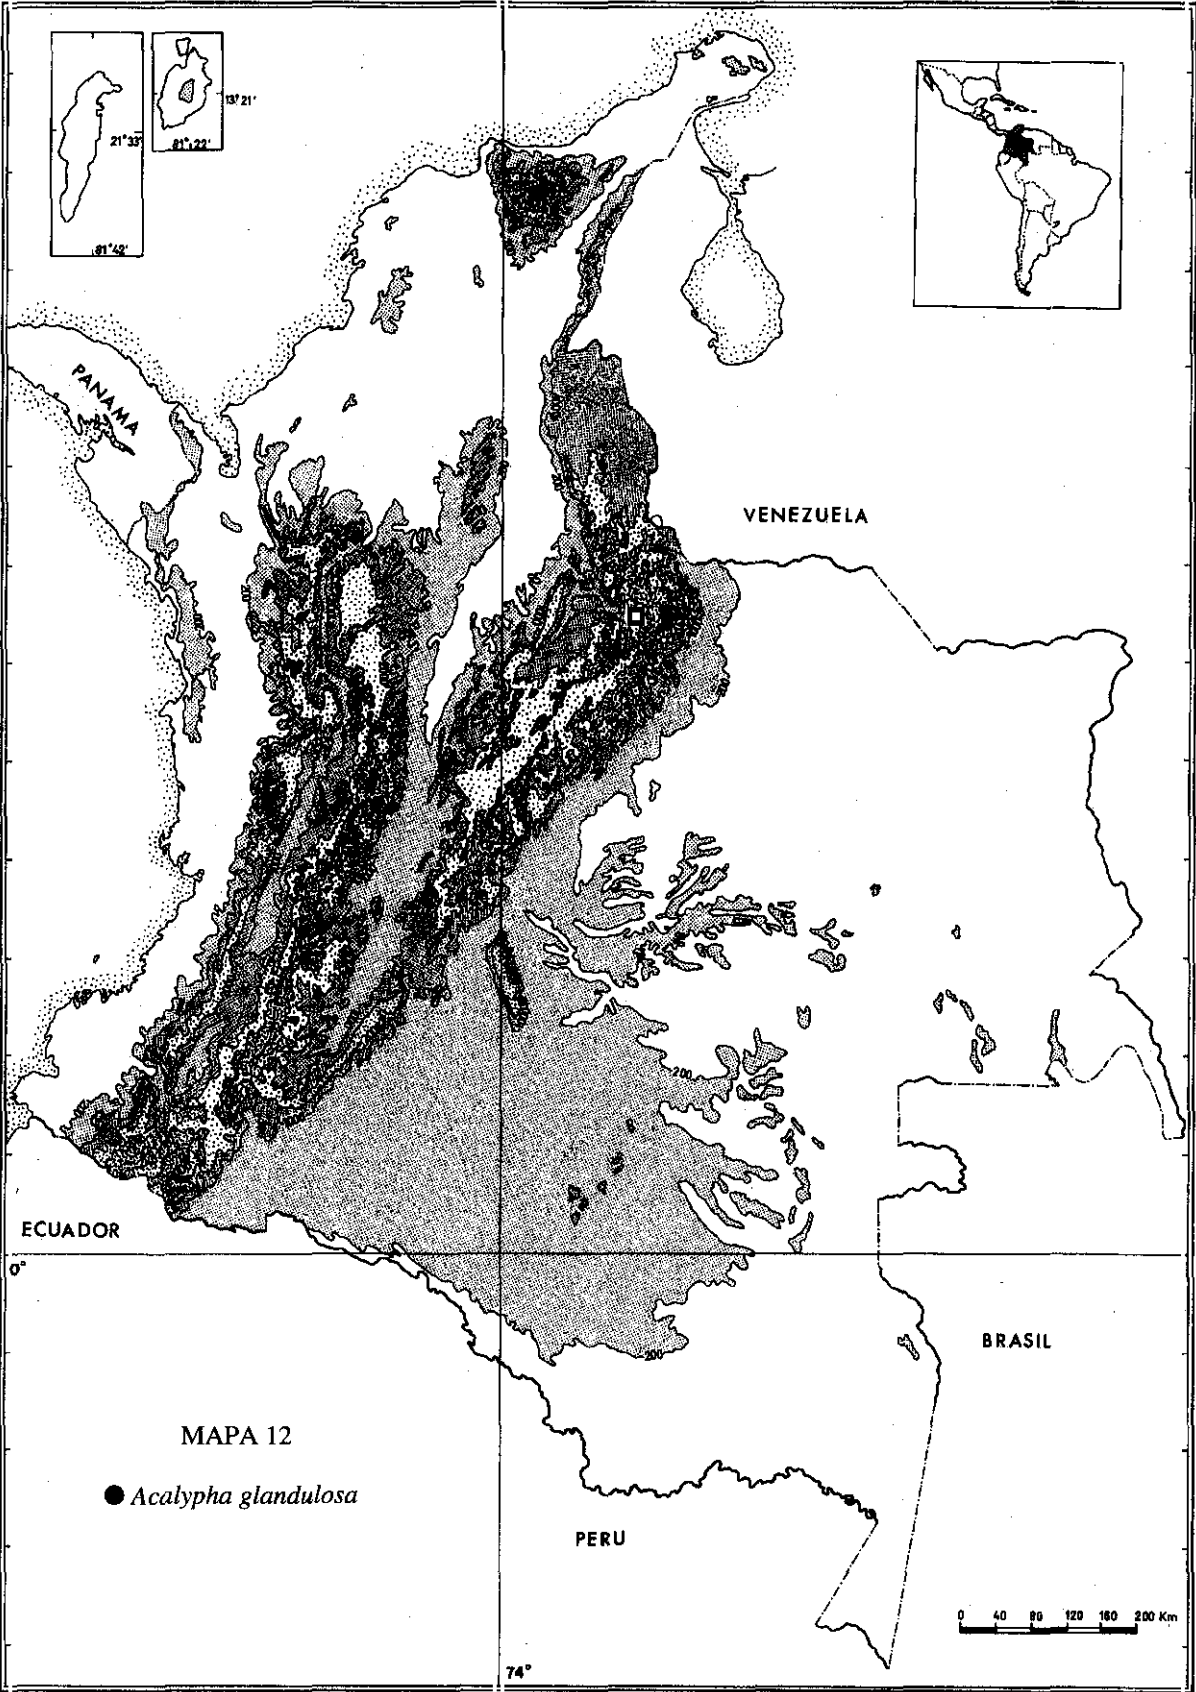 13° 21'
21° 33'
81° 22'
81° 42'
PANAMA
VENEZUELA
200
200
ECUADOR
0°
BRASIL
MAPA 12
● Acalypha glandulosa
PERU
0 40 80 120 160 200 Km
74°